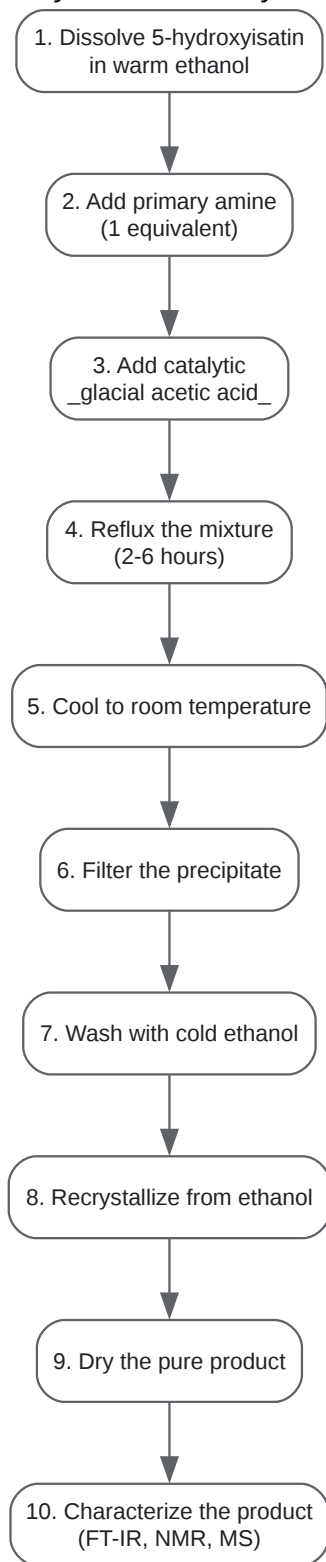 1. Dissolve 5-hydroxyisatin
in warm ethanol
2. Add primary amine
(1 equivalent)
3. Add catalytic
_glacial acetic acid_
4. Reflux the mixture
(2-6 hours)
5. Cool to room temperature
6. Filter the precipitate
7. Wash with cold ethanol
8. Recrystallize from ethanol
9. Dry the pure product
10. Characterize the product
(FT-IR, NMR, MS)